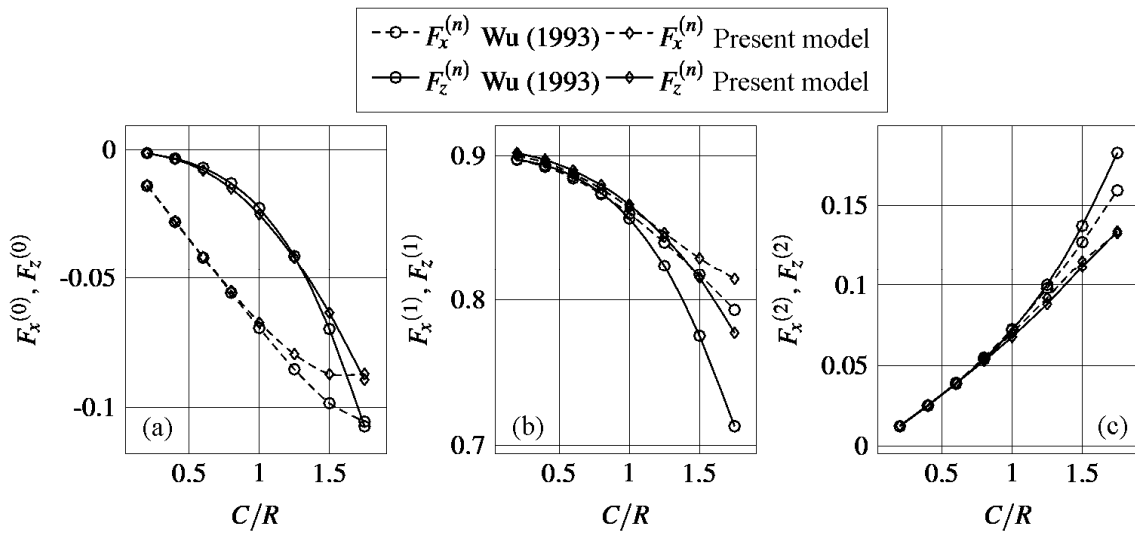 F_x^(n) Wu (1993) F_x^(n) Present model
F_z^(n) Wu (1993) F_z^(n) Present model
F_x^(0), F_z^(0)
0
-0.05
-0.1
(a)
0.5 1 1.5
C/R
F_x^(1), F_z^(1)
0.9
0.8
0.7
(b)
0.5 1 1.5
C/R
F_x^(2), F_z^(2)
0.15
0.1
0.05
0
(c)
0.5 1 1.5
C/R